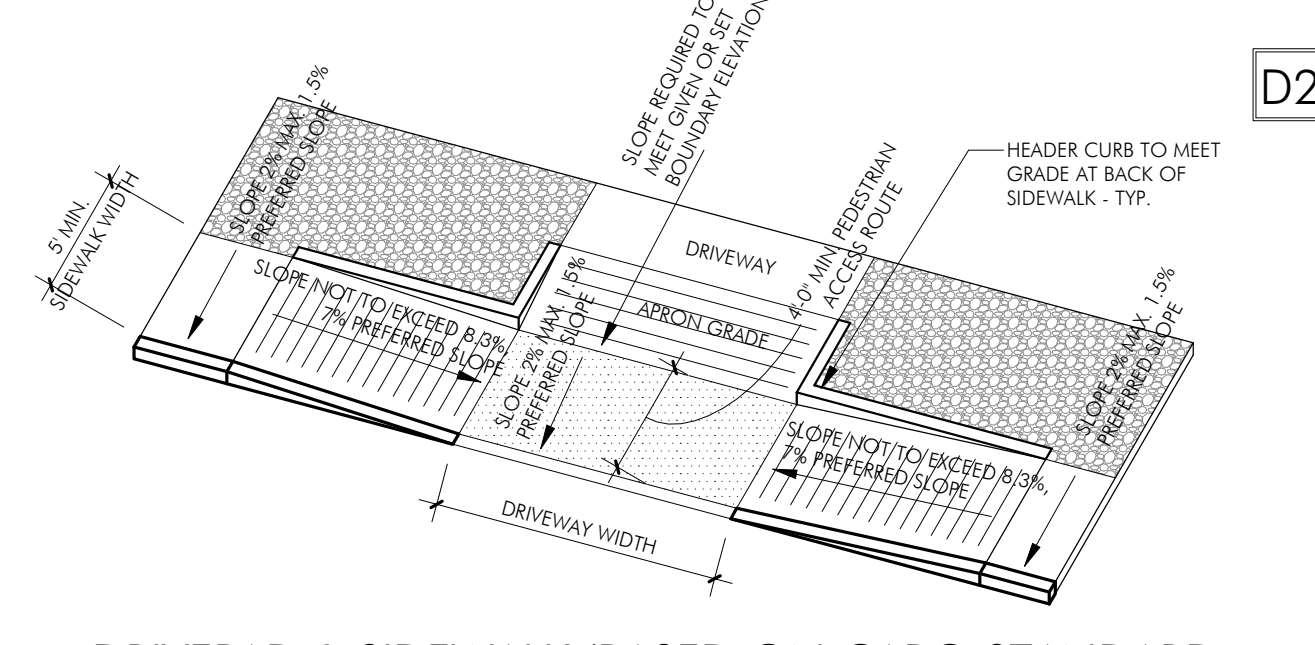 SLOPE REQUIRED TO
MEET GIVEN OR SET
BOUNDARY ELEVATION
D2
SLOPE 2% MAX. 1.5%
PREFERRED SLOPE
HEADER CURB TO MEET
GRADE AT BACK OF
SIDEWALK - TYP.
5' MIN.
SIDEWALK WIDTH
DRIVEWAY
4'-0" MIN. PEDESTRIAN
ACCESS ROUTE
SLOPE NOT TO EXCEED 8.3%
7% PREFERRED SLOPE
SLOPE 2% MAX. 1.5%
PREFERRED SLOPE
APRON GRADE
SLOPE 2% MAX. 1.5%
PREFERRED SLOPE
SLOPE NOT TO EXCEED 8.3%,
7% PREFERRED SLOPE
DRIVEWAY WIDTH